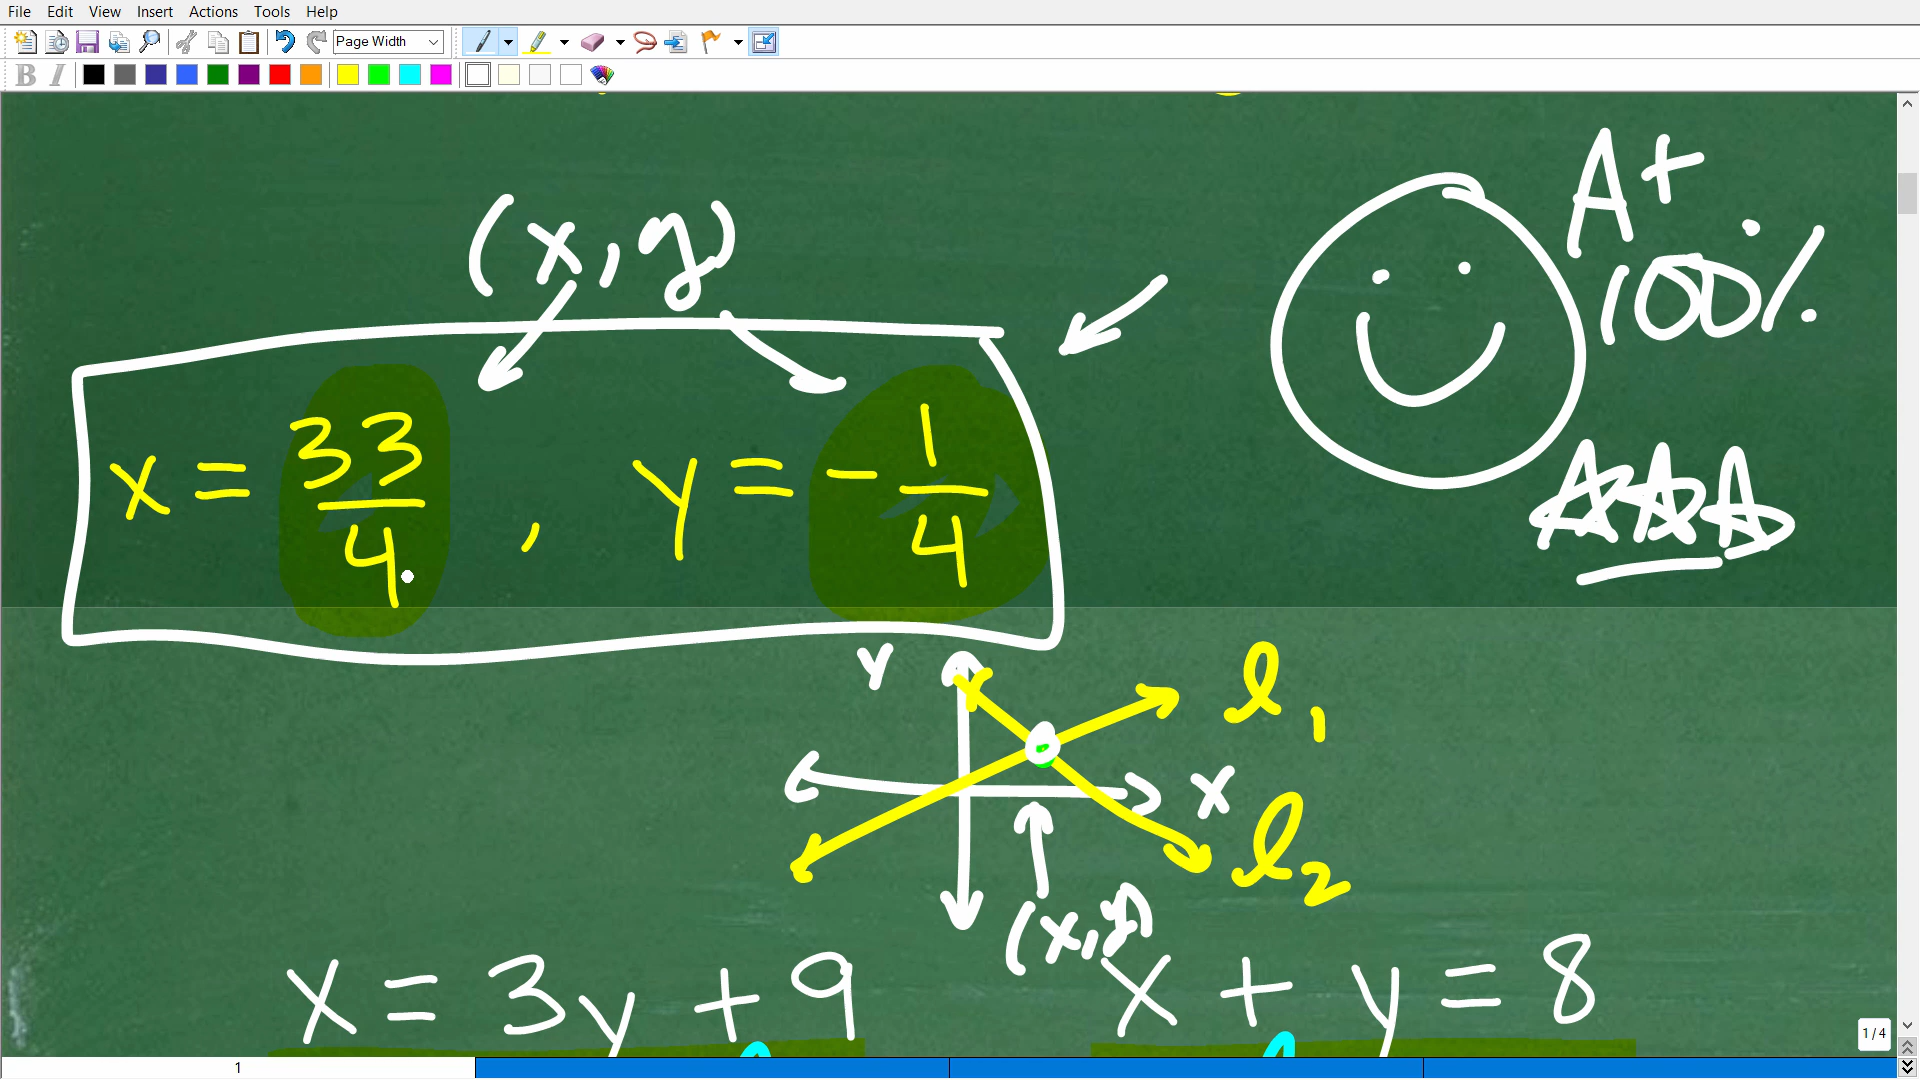 File Edit View Insert Actions Tools Help
Page Width
B I
(x, y)
A+
100%
x = 33/4 , y = -1/4
y
l1
x
l2
(x,y)
x = 3y + 9
x + y = 8
1 / 4
1